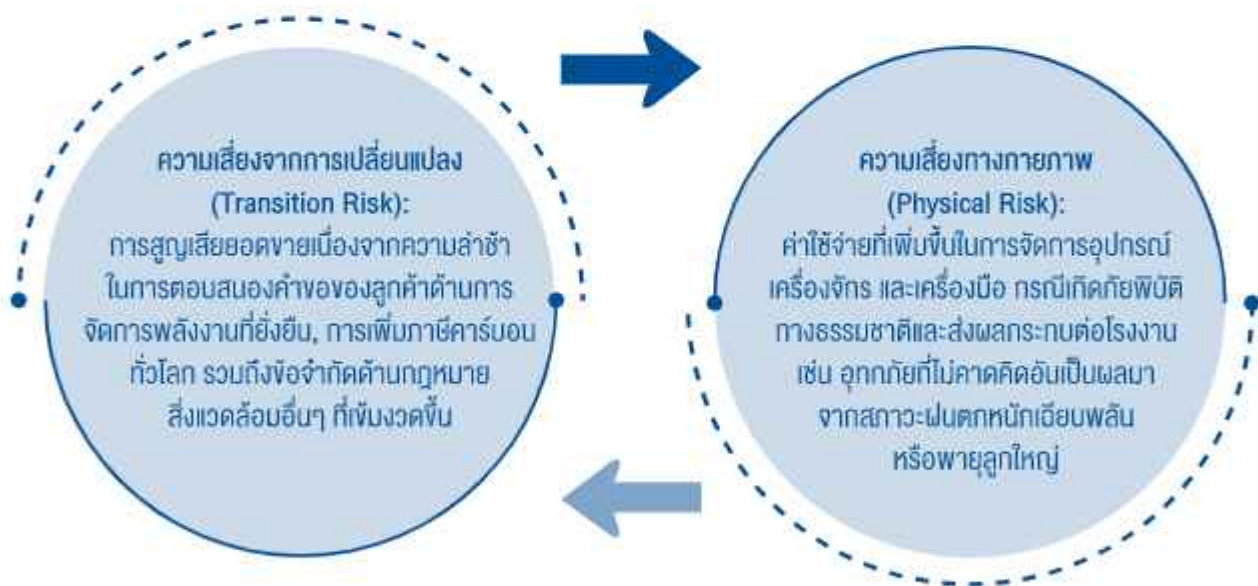 ความเสี่ยงจากการเปลี่ยนแปลง
(Transition Risk):
การสูญเสียยอดขายเนื่องจากความล่าช้า
ในการตอบสนองคำขอของลูกค้าด้านการ
จัดการพลังงานที่ยั่งยืน, การเพิ่มภาษีคาร์บอน
ทั่วโลก รวมถึงข้อจำกัดด้านกฎหมาย
สิ่งแวดล้อมอื่นๆ ที่เข้มงวดขึ้น
ความเสี่ยงทางกายภาพ
(Physical Risk):
ค่าใช้จ่ายที่เพิ่มขึ้นในการจัดการอุปกรณ์
เครื่องจักร และเครื่องมือ กรณีเกิดภัยพิบัติ
ทางธรรมชาติและส่งผลกระทบต่อโรงงาน
เช่น อุทกภัยที่ไม่คาดคิดอันเป็นผลมา
จากสภาวะฝนตกหนักเฉียบพลัน
หรือพายุลูกใหญ่